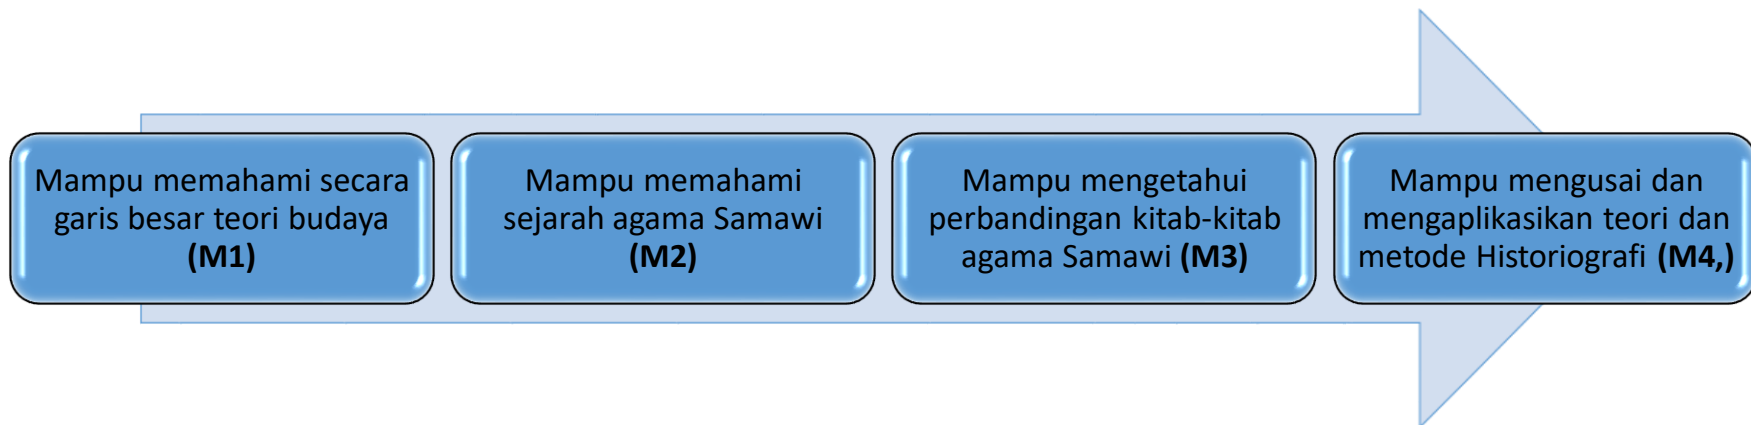 Mampu memahami secara
garis besar teori budaya
(M1)
Mampu memahami
sejarah agama Samawi
(M2)
Mampu mengetahui
perbandingan kitab-kitab
agama Samawi (M3)
Mampu mengusai dan
mengaplikasikan teori dan
metode Historiografi (M4,)